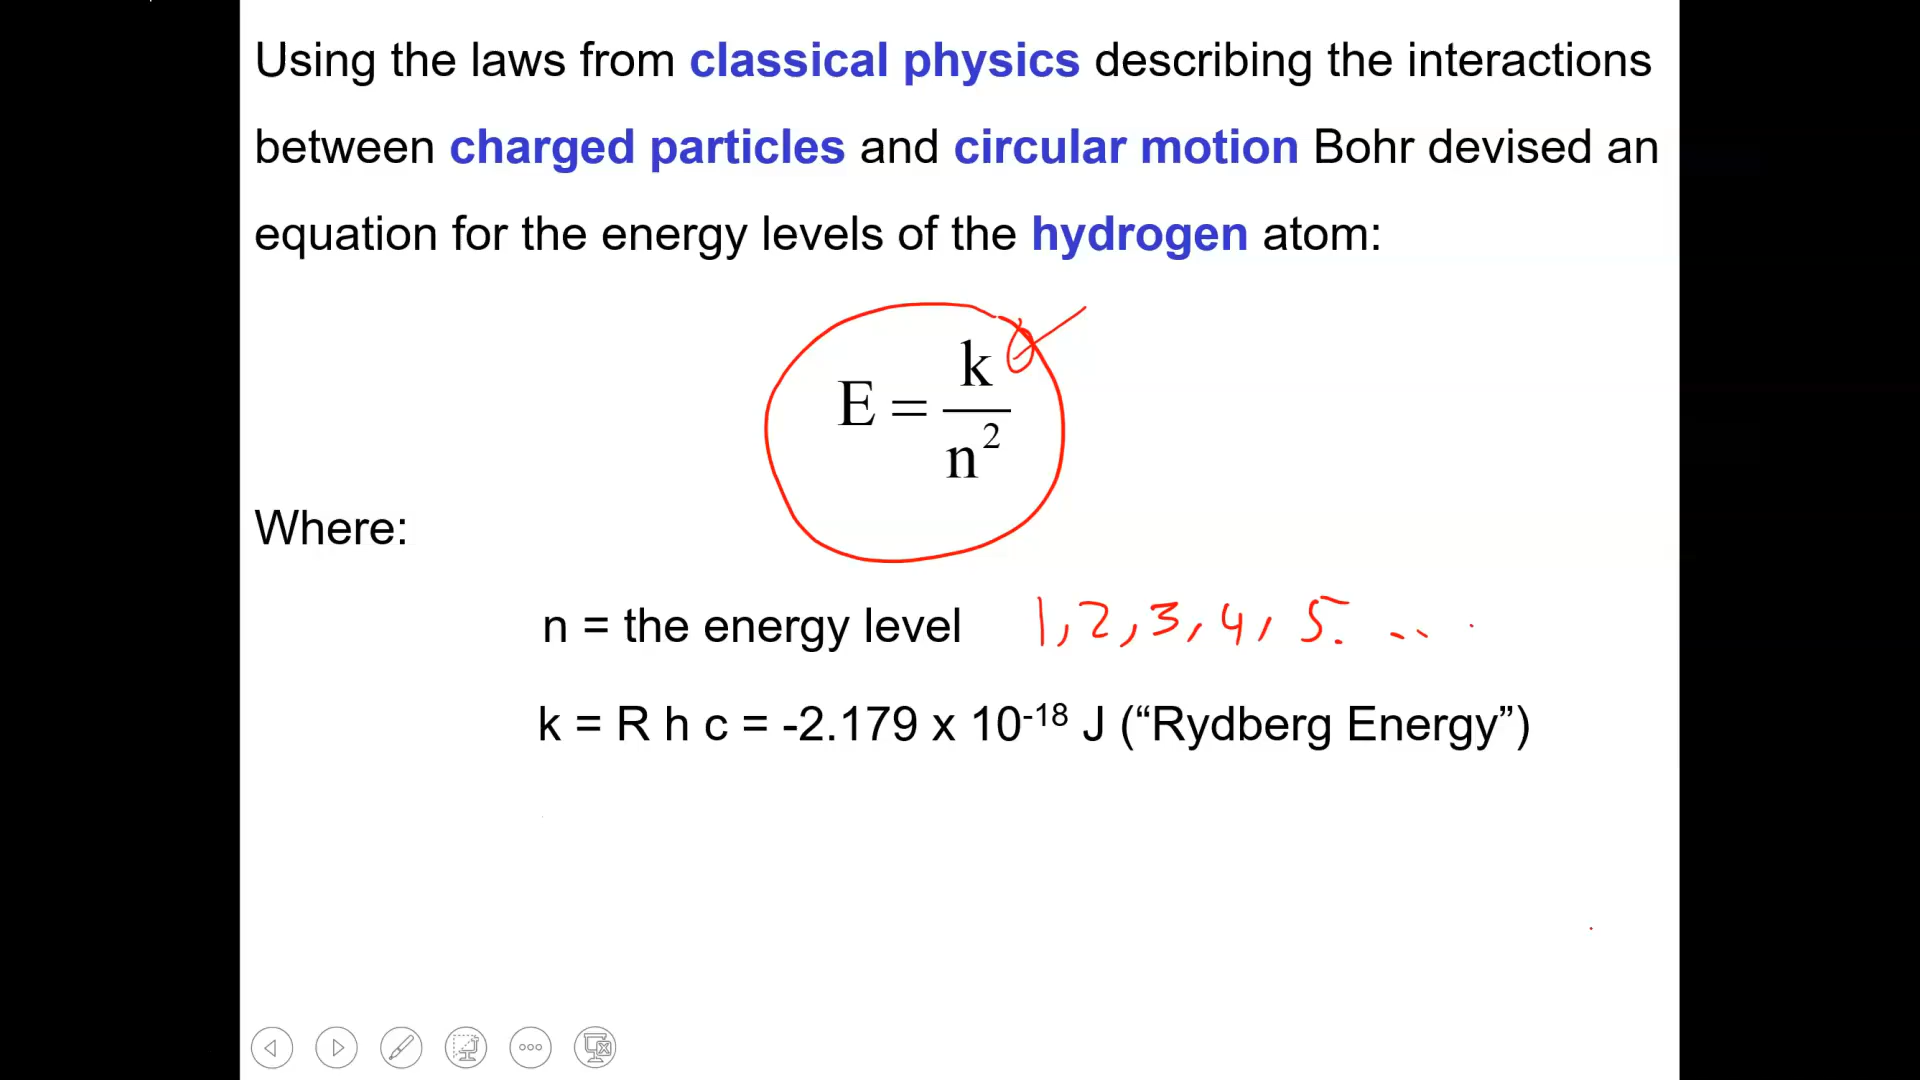 Using the laws from classical physics describing the interactions
between charged particles and circular motion Bohr devised an
equation for the energy levels of the hydrogen atom:
E = k / n²
Where:
n = the energy level 1, 2, 3, 4, 5. ...
k = R h c = -2.179 x 10⁻¹⁸ J (“Rydberg Energy”)